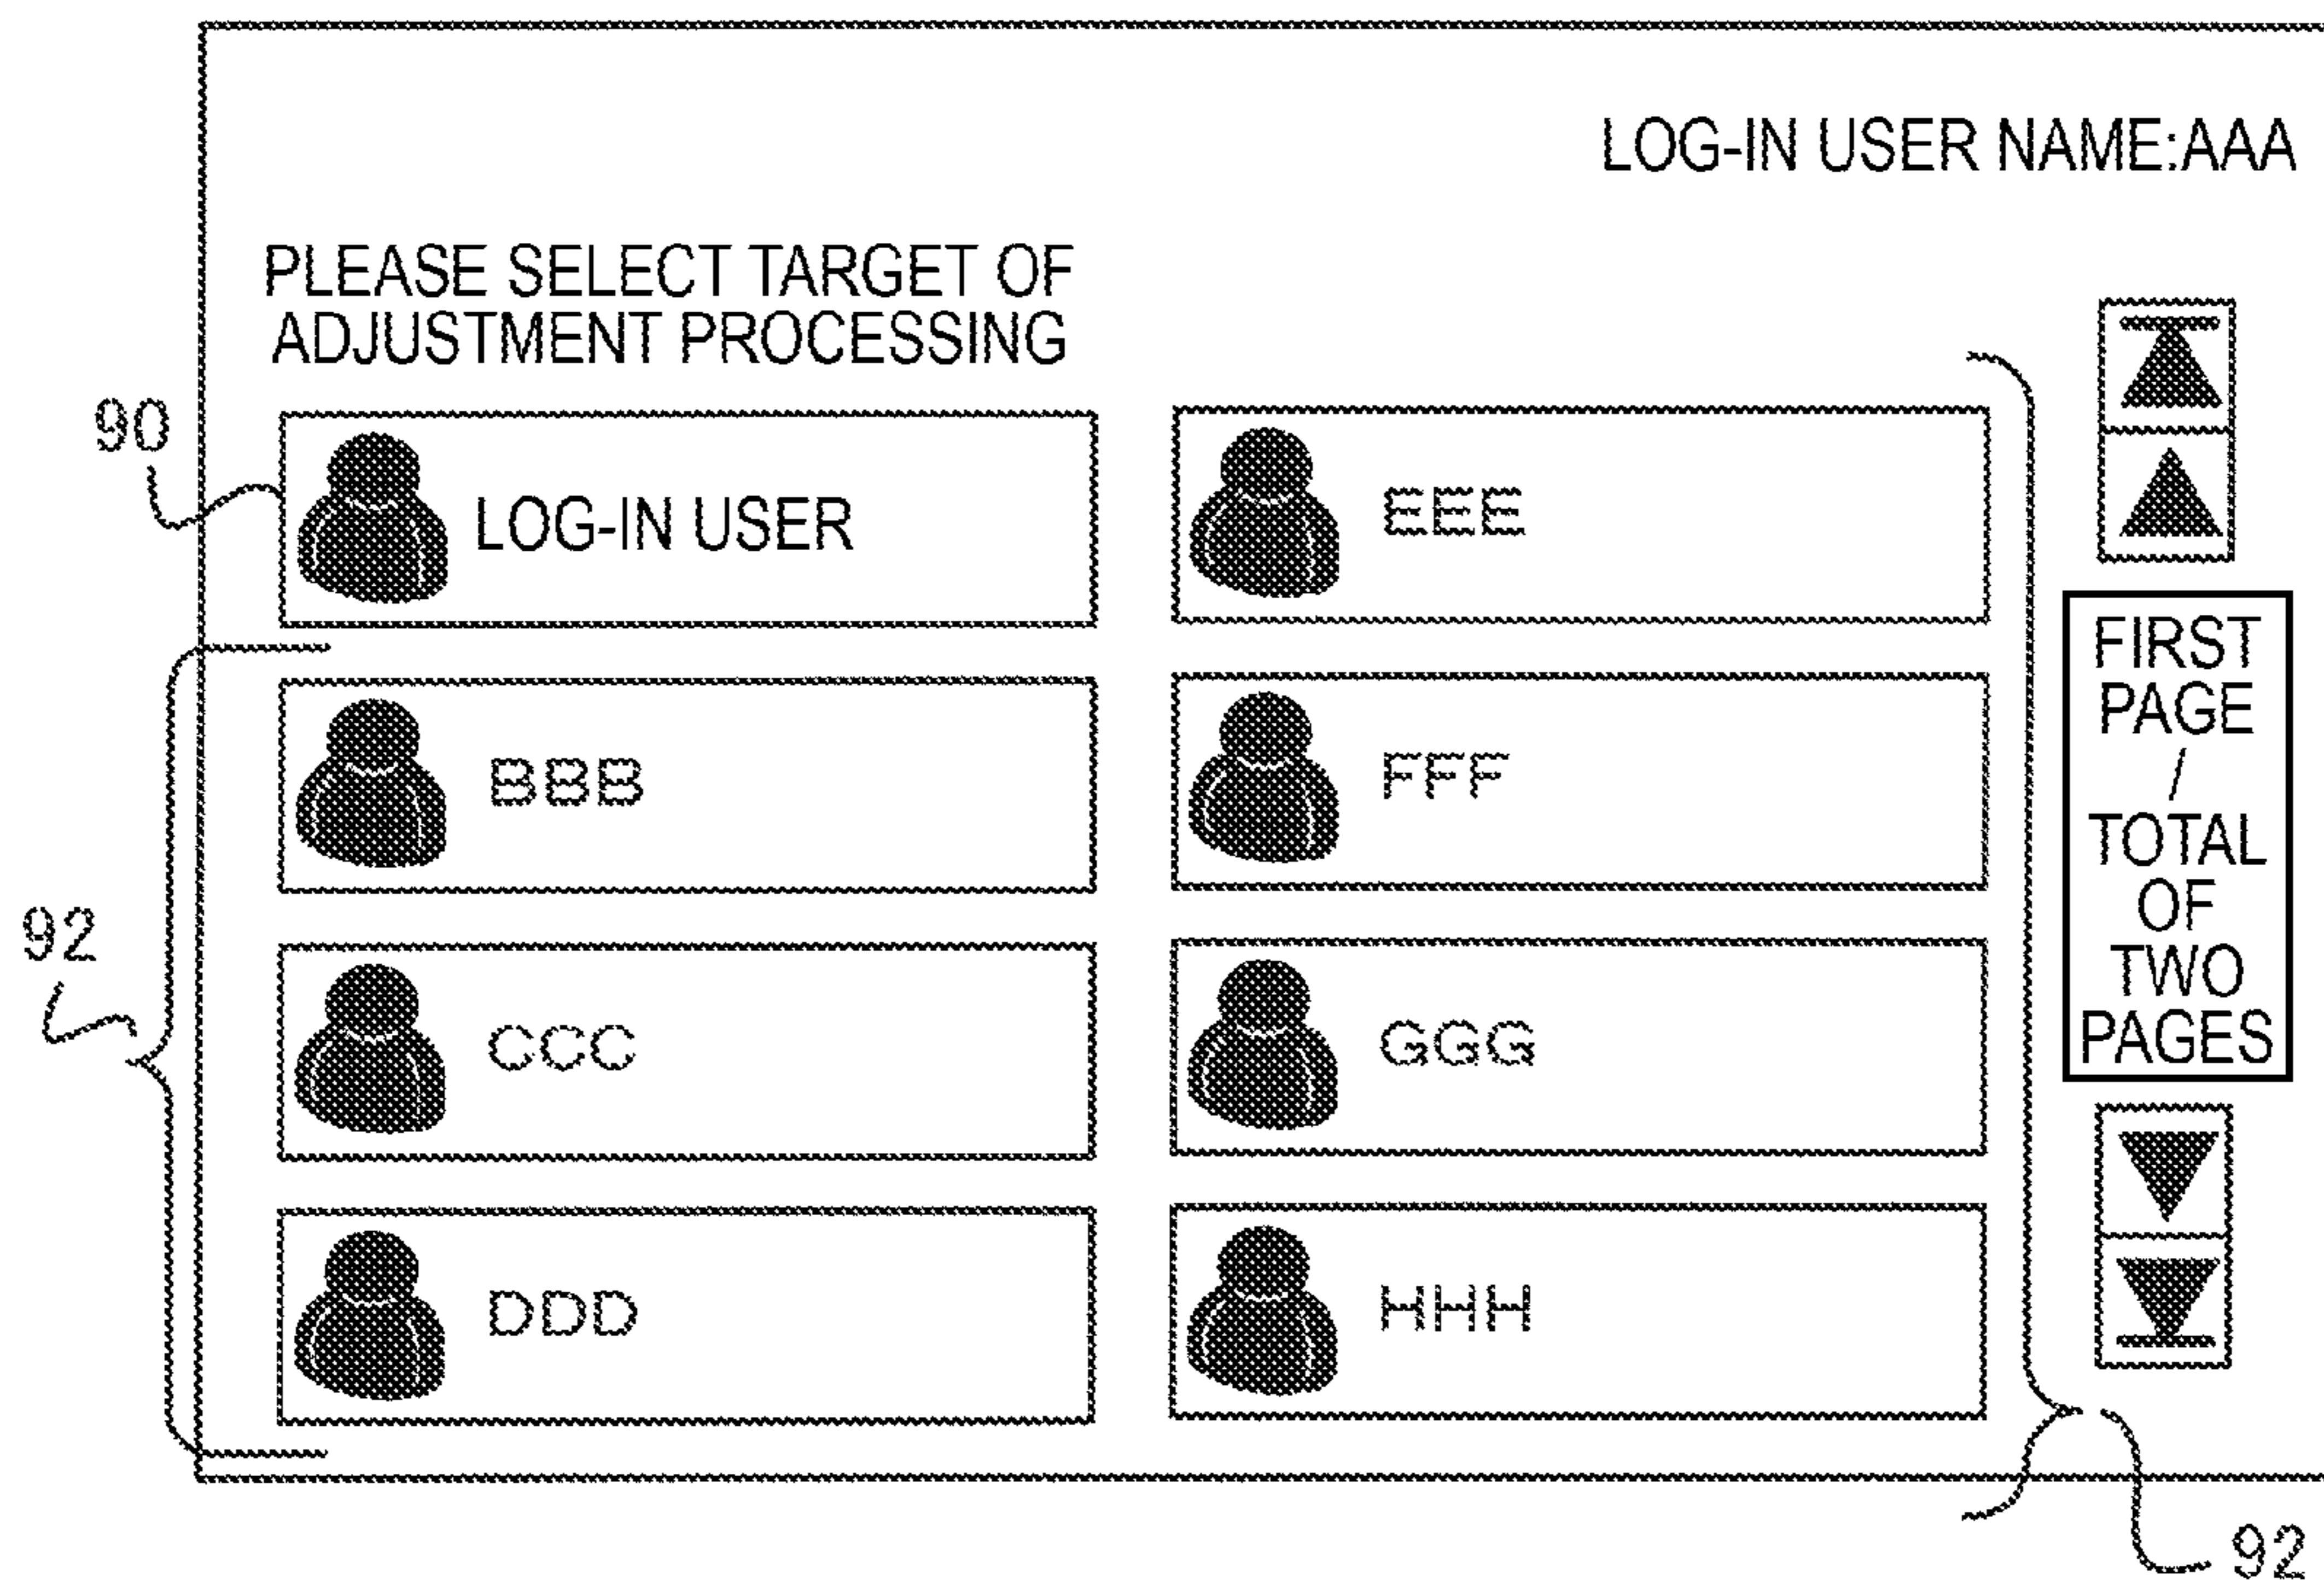 LOG-IN USER NAME:AAA
PLEASE SELECT TARGET OF
ADJUSTMENT PROCESSING
90
LOG-IN USER
EEE
BBB
FFF
92
CCC
GGG
DDD
HHH
FIRST
PAGE
/
TOTAL
OF
TWO
PAGES
92